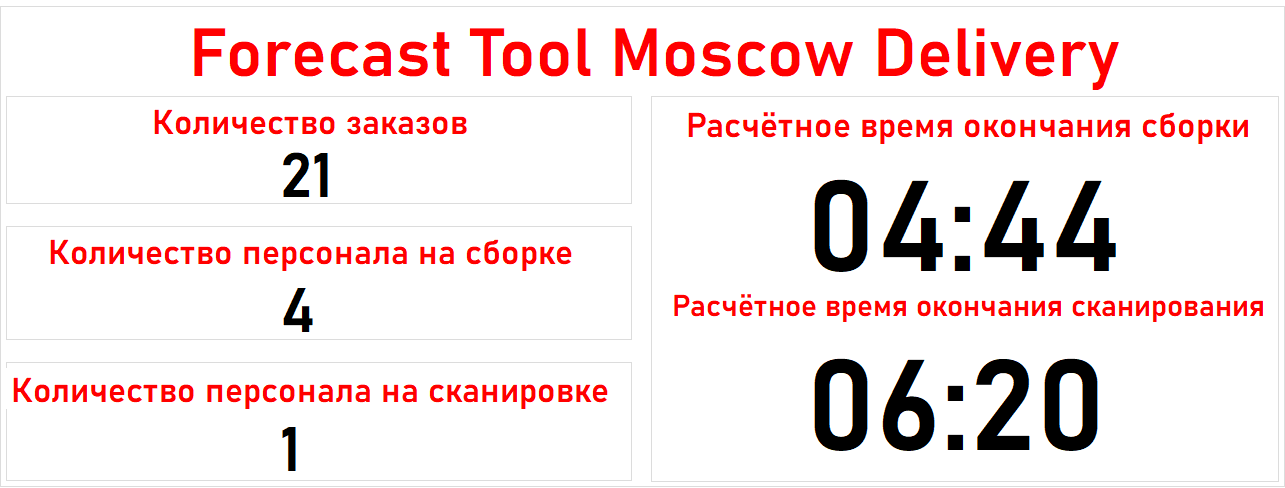 Forecast Tool Moscow Delivery
Количество заказов
21
Количество персонала на сборке
4
Количество персонала на сканировке
1
Расчётное время окончания сборки
04:44
Расчётное время окончания сканирования
06:20